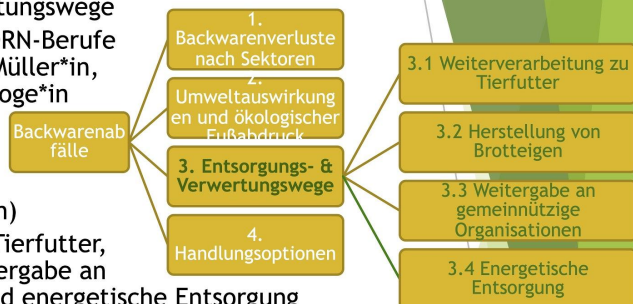 tungswege
RN-Berufe
Müller*in,
oge*in
n)
Tierfutter,
ergabe an
d energetische Entsorgung
Backwarenab
fälle
1.
Backwarenverluste
nach Sektoren
2.
Umweltauswirkung
en und ökologischer
Fußabdruck
3. Entsorgungs- &
Verwertungswege
4.
Handlungsoptionen
3.1 Weiterverarbeitung zu
Tierfutter
3.2 Herstellung von
Brotteigen
3.3 Weitergabe an
gemeinnützige
Organisationen
3.4 Energetische
Entsorgung